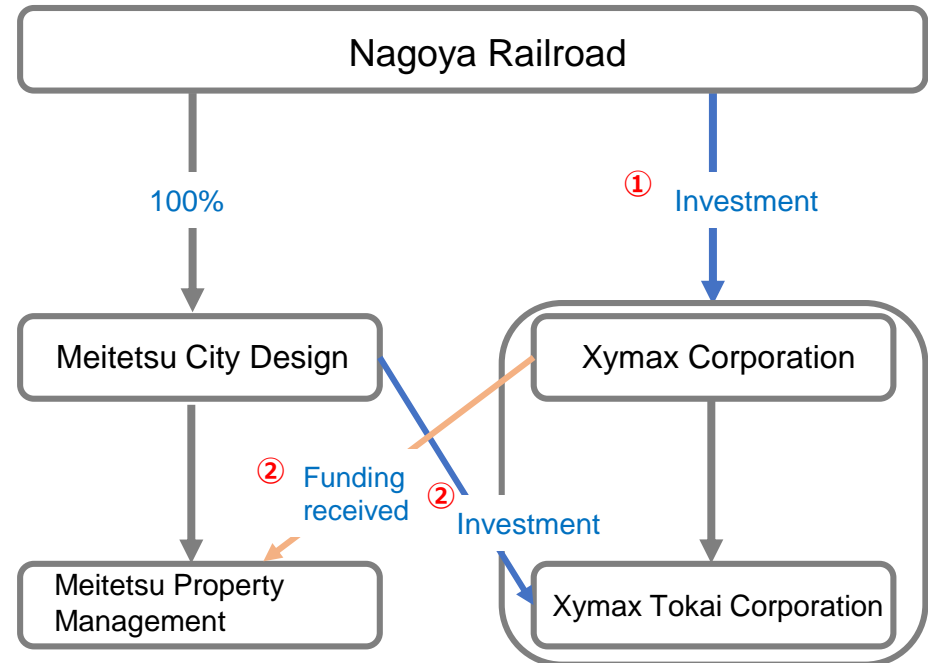 Nagoya Railroad
100%
① Investment
Meitetsu City Design
Xymax Corporation
② Funding
received
② Investment
Meitetsu Property
Management
Xymax Tokai Corporation